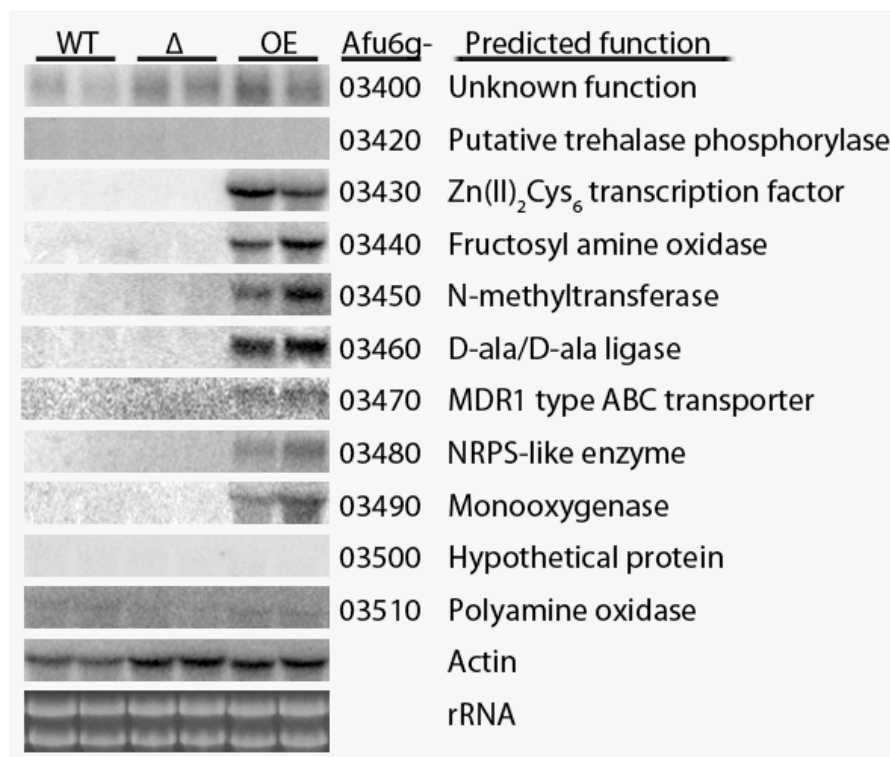 WT Δ OE Afu6g- Predicted function
03400 Unknown function
03420 Putative trehalase phosphorylase
03430 Zn(II)₂Cys₆ transcription factor
03440 Fructosyl amine oxidase
03450 N-methyltransferase
03460 D-ala/D-ala ligase
03470 MDR1 type ABC transporter
03480 NRPS-like enzyme
03490 Monooxygenase
03500 Hypothetical protein
03510 Polyamine oxidase
Actin
rRNA